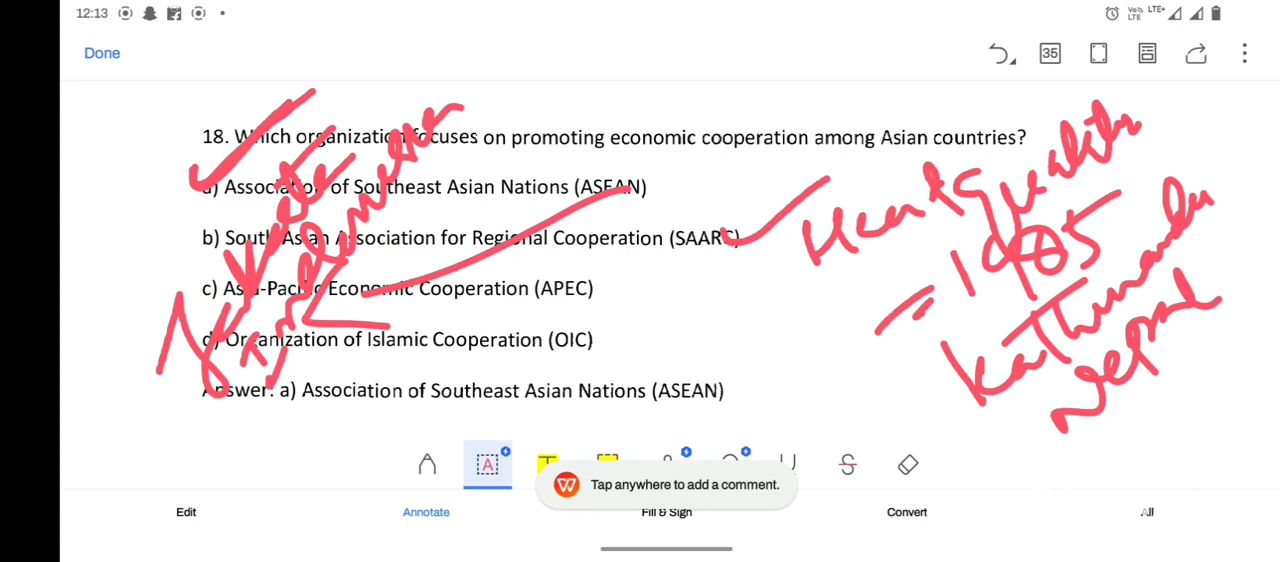 12:13 Vo) LTE LTE+
Done 35
18. Which organization focuses on promoting economic cooperation among Asian countries?
a) Association of Southeast Asian Nations (ASEAN)
b) South Asian Association for Regional Cooperation (SAARC)
c) Asia-Pacific Economic Cooperation (APEC)
d) Organization of Islamic Cooperation (OIC)
Answer: a) Association of Southeast Asian Nations (ASEAN)
Kathmandu
Nepal
Tap anywhere to add a comment.
Edit Annotate Fill & Sign Convert All